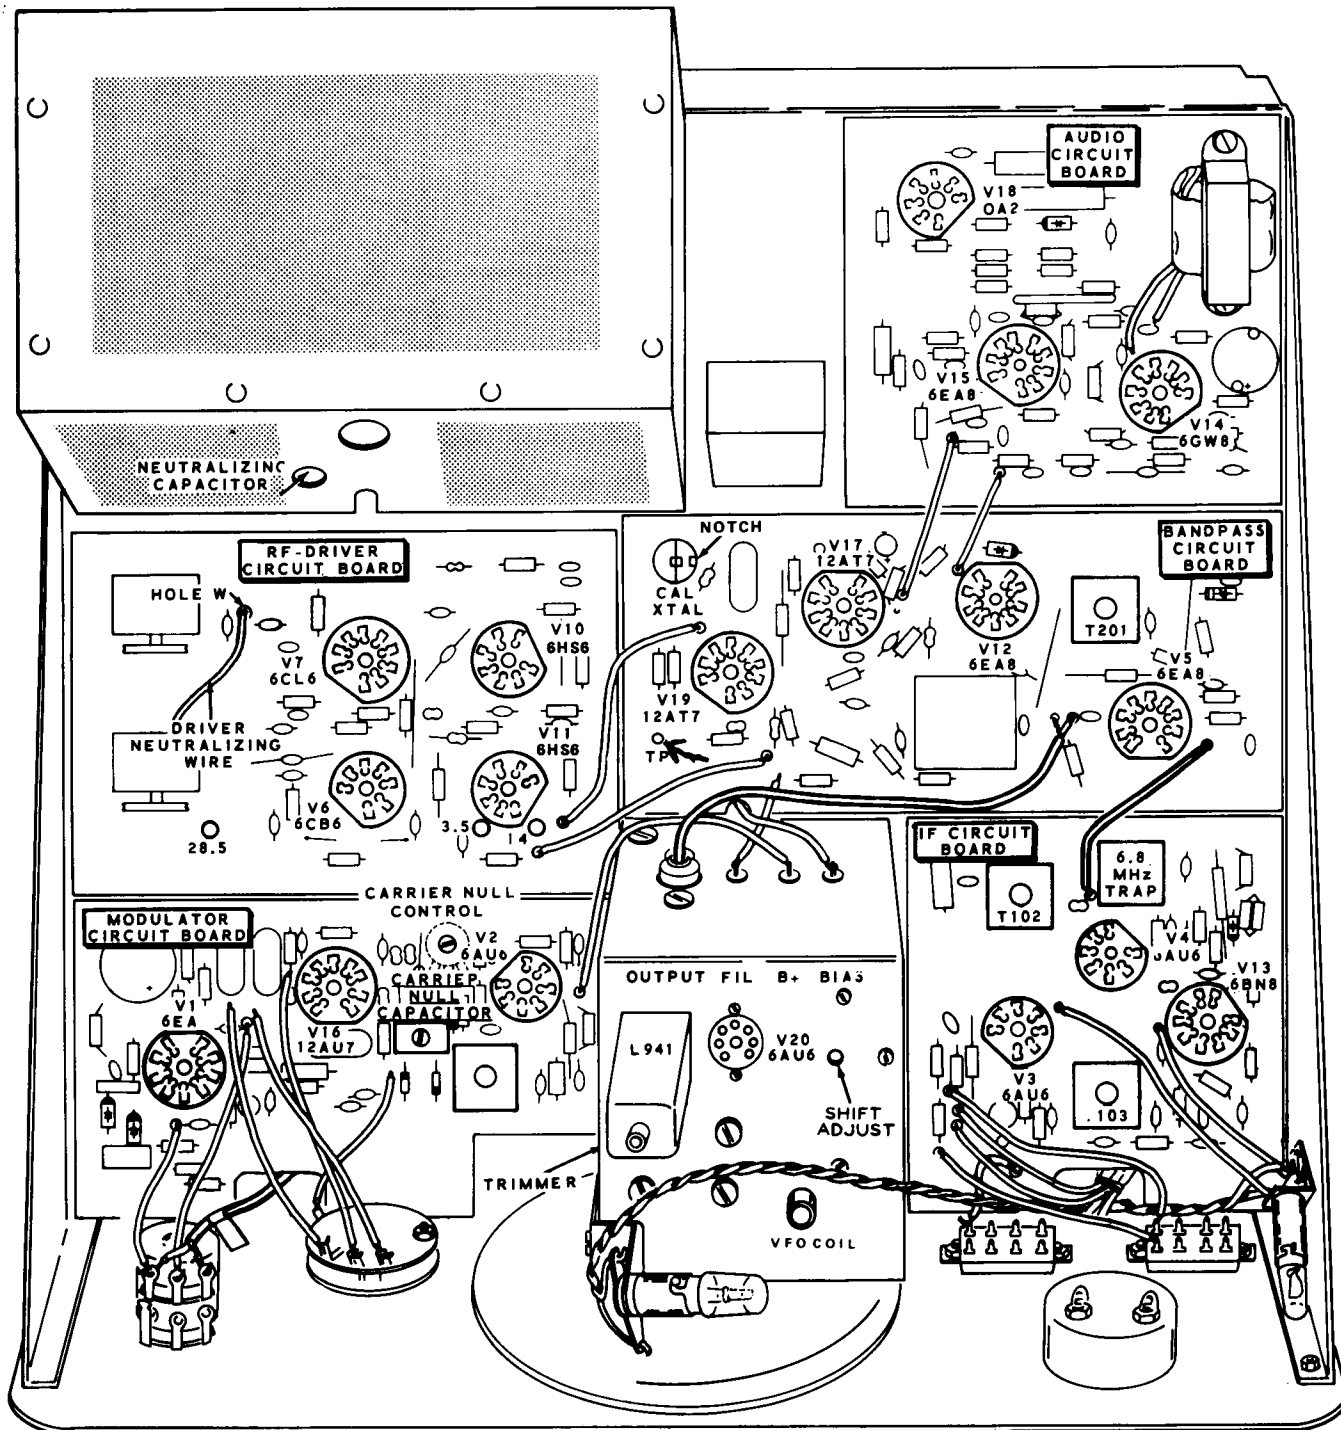 AUDIO
CIRCUIT
BOARD
V18
OA2
V15
6EA8
V14
6GW8
NEUTRALIZING
CAPACITOR
RF-DRIVER
CIRCUIT BOARD
HOLE W
V7
6CL6
V10
6HS6
DRIVER
NEUTRALIZING
WIRE
V11
6HS6
V6
6CB6
28.5
3.5
14
NOTCH
CAL
XTAL
V17
12AT7
BANDPASS
CIRCUIT
BOARD
T201
V12
6EA8
V5
6EA8
V19
12AT7
TP
CARRIER NULL
CONTROL
MODULATOR
CIRCUIT BOARD
V2
6AU6
CARRIER
NULL
CAPACITOR
V1
6EA
V16
12AU7
IF CIRCUIT
BOARD
6.8
MHz
TRAP
T102
V4
6AU6
V13
6BN8
V3
6AU6
.103
OUTPUT FIL B+ BIAS
L941
V20
6AU6
SHIFT
ADJUST
TRIMMER
VFO COIL